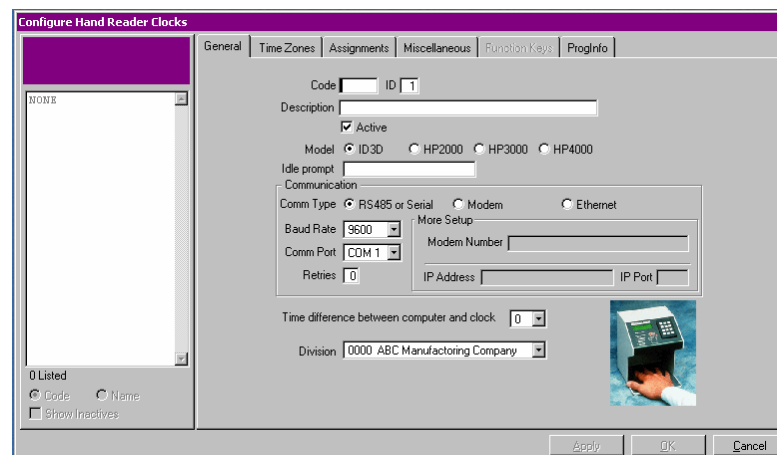 Configure Hand Reader Clocks
General Time Zones Assignments Miscellaneous Function Keys ProgInfo
NONE
0 Listed
Code Name
Show Inactives
Code ID 1
Description
Active
Model ID3D HP2000 HP3000 HP4000
Idle prompt
Communication
Comm Type RS485 or Serial Modem Ethernet
Baud Rate 9600
Comm Port COM 1
Retries 0
More Setup
Modem Number
IP Address IP Port
Time difference between computer and clock 0
Division 0000 ABC Manufactoring Company
Apply OK Cancel